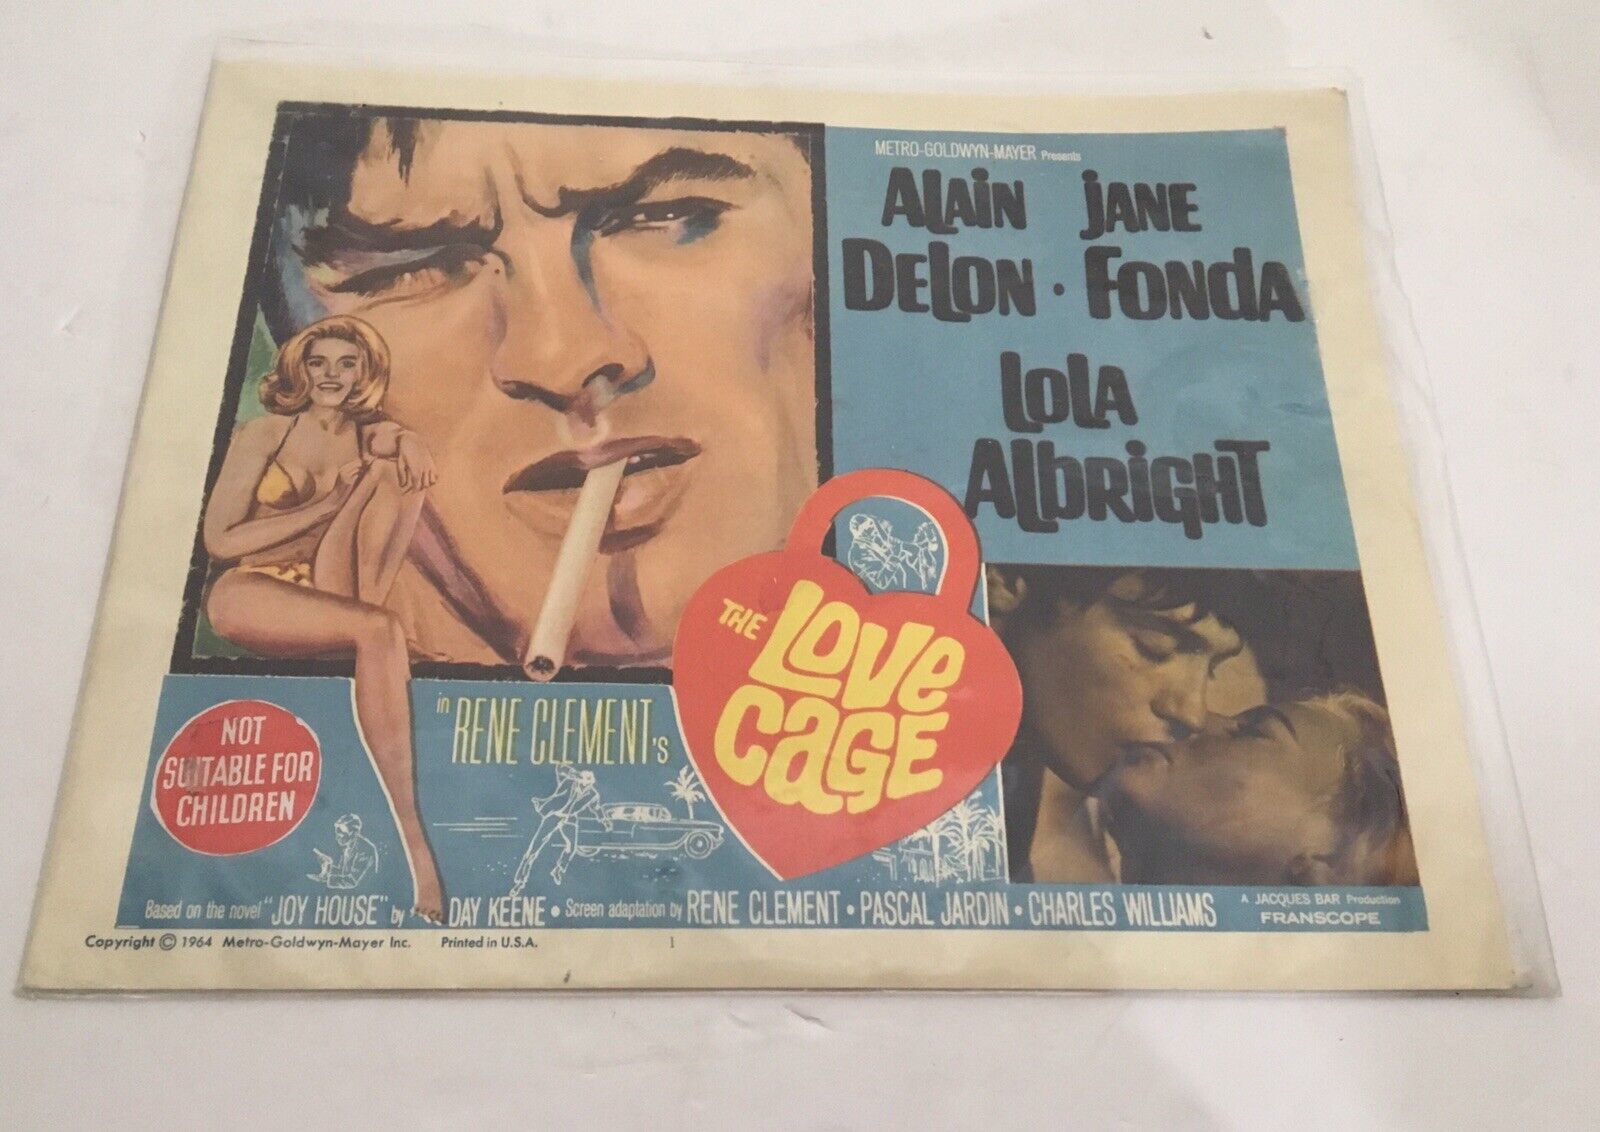 METRO-GOLDWYN-MAYER Presents
ALAIN JANE
DELON · FONDA
LOLA
ALBRIGHT
THE
LOVE
CAGE
in RENE CLEMENT's
NOT
SUITABLE FOR
CHILDREN
Based on the novel "JOY HOUSE" by DAY KEENE • Screen adaptation by RENE CLEMENT • PASCAL JARDIN • CHARLES WILLIAMS
A JACQUES BAR Production
FRANSCOPE
Copyright © 1964 Metro-Goldwyn-Mayer Inc. Printed in U.S.A. 1